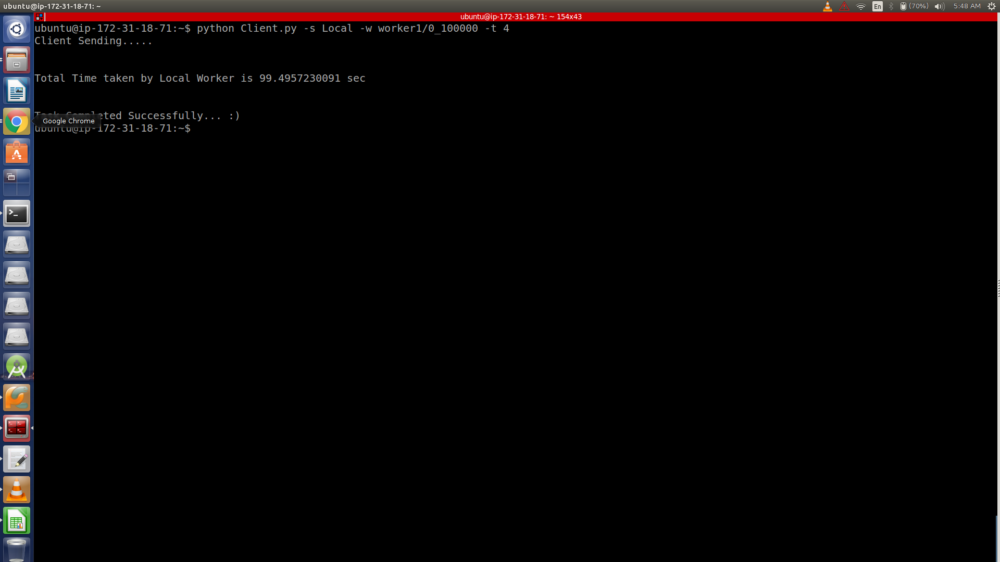 ubuntu@ip-172-31-18-71: ~
En
(70%)
5:48 AM
ubuntu@ip-172-31-18-71: ~ 154x43
ubuntu@ip-172-31-18-71:~$ python Client.py -s Local -w worker1/0_100000 -t 4
Client Sending.....
Total Time taken by Local Worker is 99.4957230091 sec
Task Completed Successfully... :)
Google Chrome
ubuntu@ip-172-31-18-71:~$